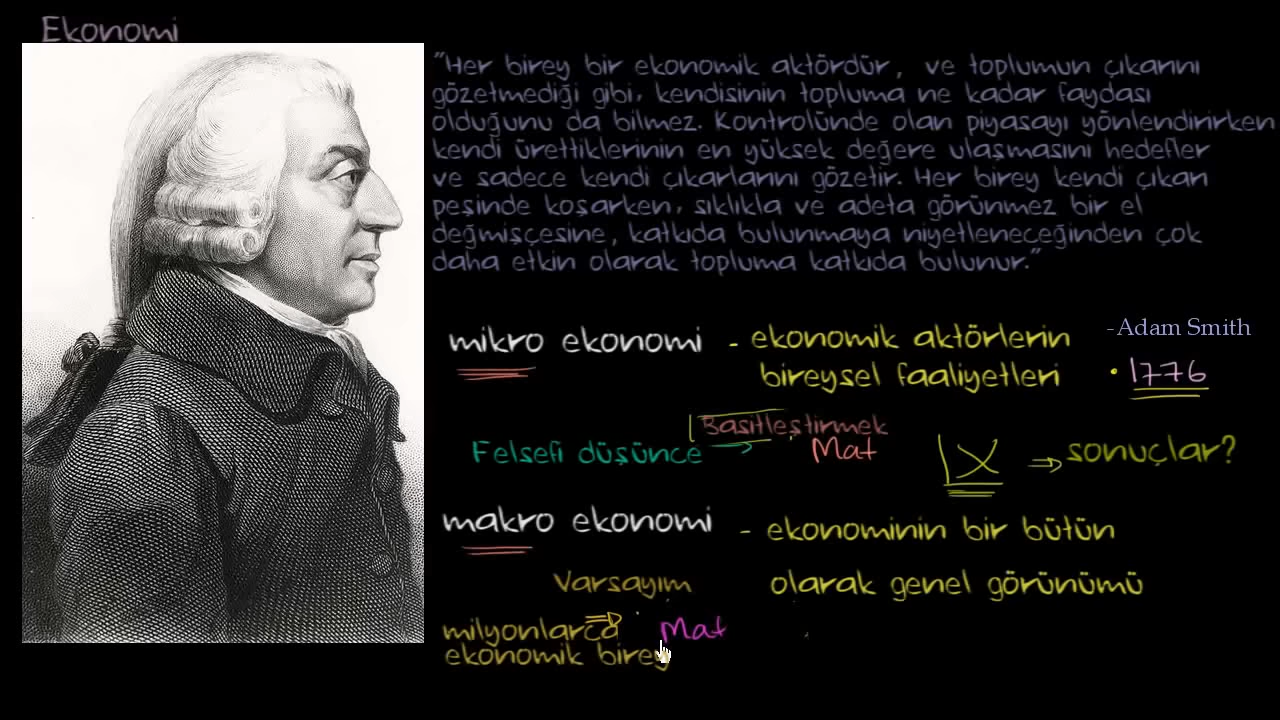 Ekonomi
"Her birey bir ekonomik aktördür, ve toplumun çıkarını
gözetmediği gibi, kendisinin topluma ne kadar faydası
olduğunu da bilmez. Kontrolünde olan piyasayı yönlendirirken
kendi ürettiklerinin en yüksek değere ulaşmasını hedefler
ve sadece kendi çıkarlarını gözetir. Her birey kendi çıkarı
peşinde koşarken, sıklıkla ve adeta görünmez bir el
değmişçesine, katkıda bulunmaya niyetleneceğinden çok
daha etkin olarak topluma katkıda bulunur."
-Adam Smith
• 1776
mikro ekonomi - ekonomik aktörlerin
bireysel faaliyetleri
Basitleştirmek
Felsefi düşünce → Mat
⇒ sonuçlar?
makro ekonomi - ekonominin bir bütün
olarak genel görünümü
Varsayım
milyonlarca ⇒ Mat
ekonomik birey